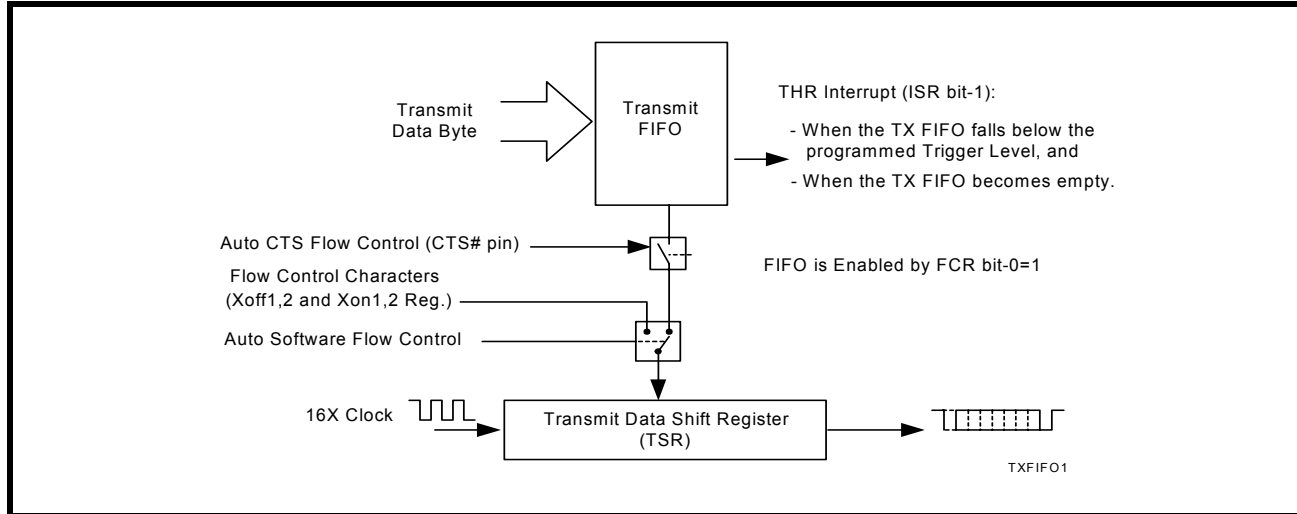 Transmit
Data Byte
Transmit
FIFO
THR Interrupt (ISR bit-1):
- When the TX FIFO falls below the
programmed Trigger Level, and
- When the TX FIFO becomes empty.
Auto CTS Flow Control (CTS# pin)
FIFO is Enabled by FCR bit-0=1
Flow Control Characters
(Xoff1,2 and Xon1,2 Reg.)
Auto Software Flow Control
16X Clock
Transmit Data Shift Register
(TSR)
TXFIFO1